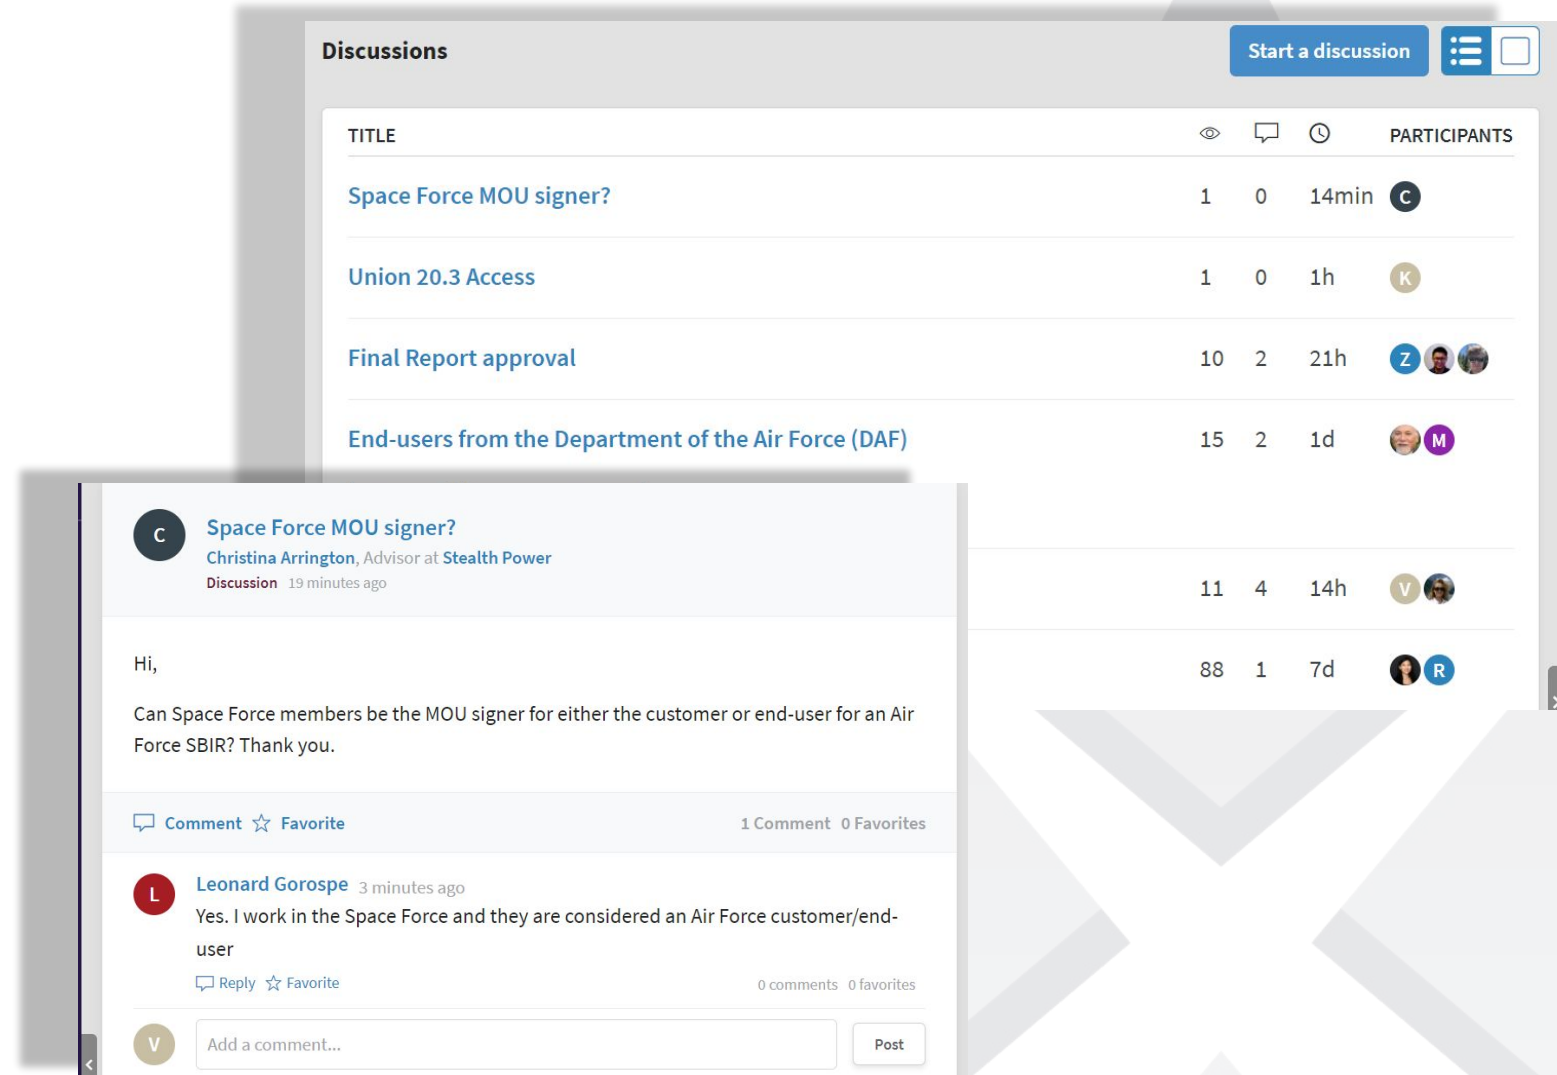 Discussions
Start a discussion
TITLE
PARTICIPANTS
Space Force MOU signer? 1 0 14min C
Union 20.3 Access 1 0 1h K
Final Report approval 10 2 21h Z
End-users from the Department of the Air Force (DAF) 15 2 1d M
11 4 14h V
88 1 7d R
C
Space Force MOU signer?
Christina Arrington, Advisor at Stealth Power
Discussion 19 minutes ago
Hi,
Can Space Force members be the MOU signer for either the customer or end-user for an Air
Force SBIR? Thank you.
Comment Favorite 1 Comment 0 Favorites
L
Leonard Gorospe 3 minutes ago
Yes. I work in the Space Force and they are considered an Air Force customer/end-
user
Reply Favorite 0 comments 0 favorites
V Add a comment... Post